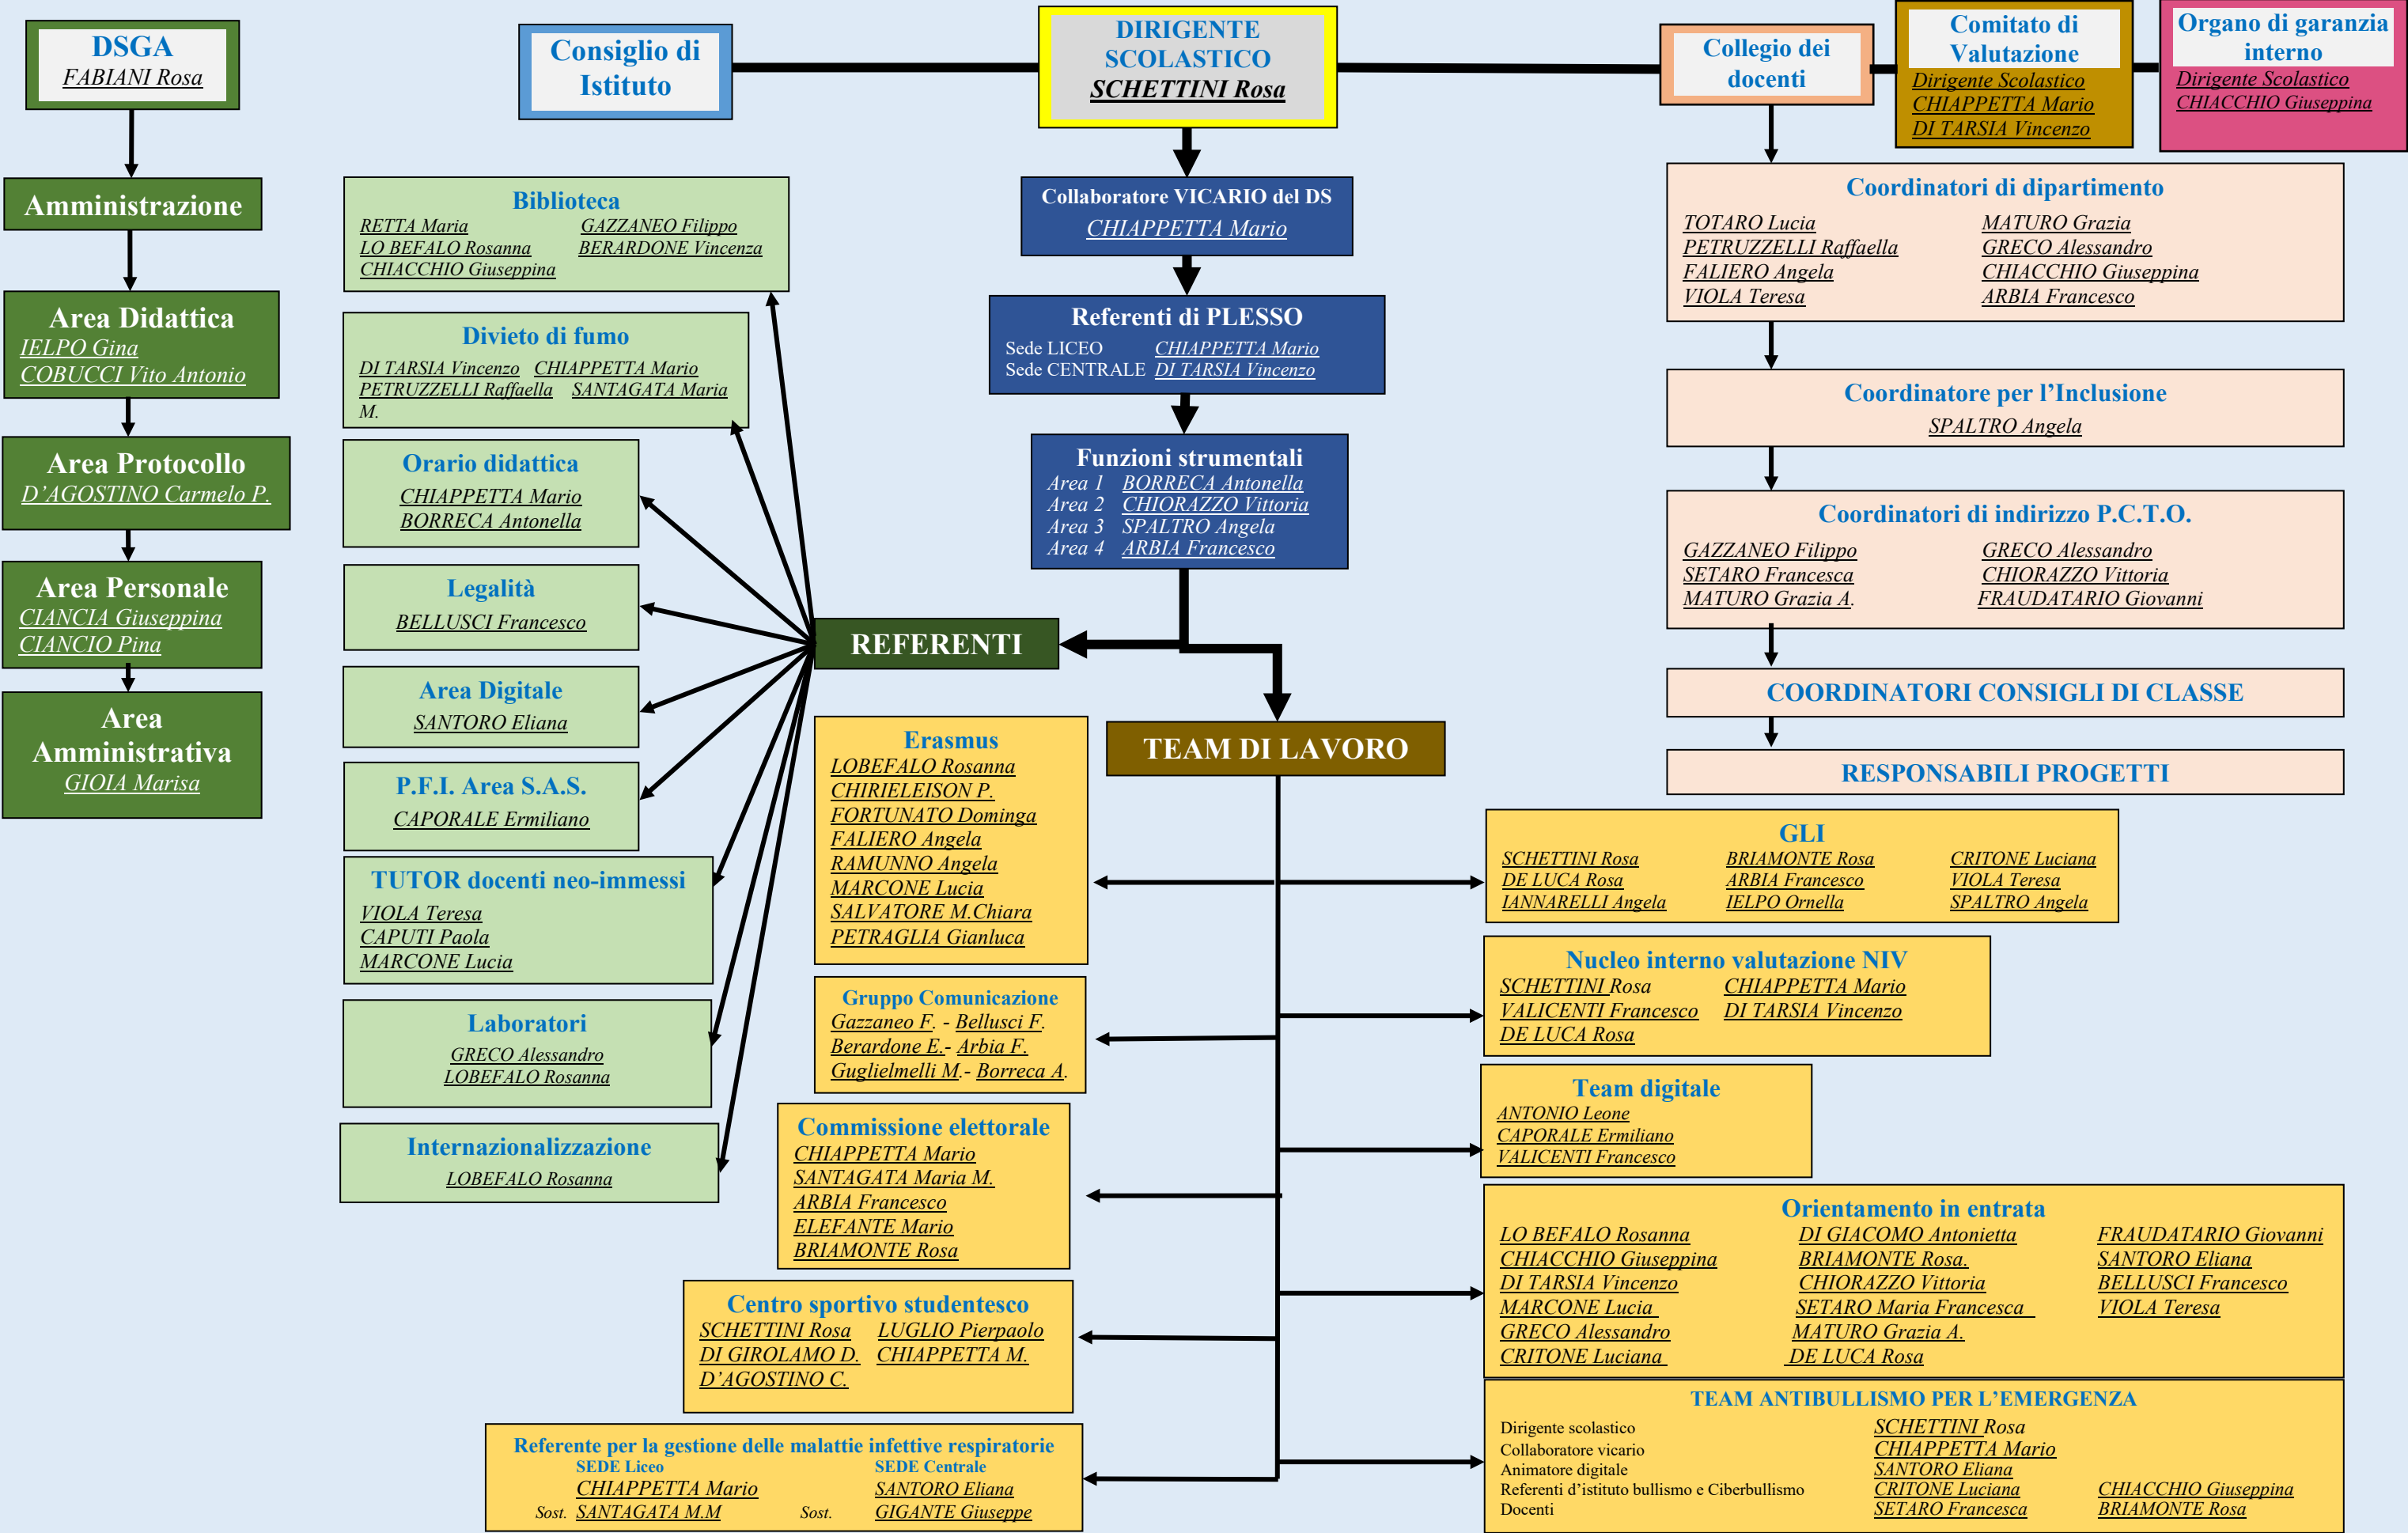 DSGA
FABIANI Rosa
Amministrazione
Area Didattica
IELPO Gina
COBUCCI Vito Antonio
Area Protocollo
D’AGOSTINO Carmelo P.
Area Personale
CIANCIA Giuseppina
CIANCIO Pina
Area
Amministrativa
GIOIA Marisa
Consiglio di
Istituto
DIRIGENTE
SCOLASTICO
SCHETTINI Rosa
Collegio dei
docenti
Comitato di
Valutazione
Dirigente Scolastico
CHIAPPETTA Mario
DI TARSIA Vincenzo
Organo di garanzia
interno
Dirigente Scolastico
CHIACCHIO Giuseppina
Biblioteca
RETTA Maria GAZZANEO Filippo
LO BEFALO Rosanna BERARDONE Vincenza
CHIACCHIO Giuseppina
Divieto di fumo
DI TARSIA Vincenzo CHIAPPETTA Mario
PETRUZZELLI Raffaella SANTAGATA Maria
M.
Orario didattica
CHIAPPETTA Mario
BORRECA Antonella
Legalità
BELLUSCI Francesco
Area Digitale
SANTORO Eliana
P.F.I. Area S.A.S.
CAPORALE Ermiliano
TUTOR docenti neo-immessi
VIOLA Teresa
CAPUTI Paola
MARCONE Lucia
Laboratori
GRECO Alessandro
LOBEFALO Rosanna
Internazionalizzazione
LOBEFALO Rosanna
Collaboratore VICARIO del DS
CHIAPPETTA Mario
Referenti di PLESSO
Sede LICEO CHIAPPETTA Mario
Sede CENTRALE DI TARSIA Vincenzo
Funzioni strumentali
Area 1 BORRECA Antonella
Area 2 CHIORAZZO Vittoria
Area 3 SPALTRO Angela
Area 4 ARBIA Francesco
REFERENTI
TEAM DI LAVORO
Erasmus
LOBEFALO Rosanna
CHIRIELEISON P.
FORTUNATO Dominga
FALIERO Angela
RAMUNNO Angela
MARCONE Lucia
SALVATORE M.Chiara
PETRAGLIA Gianluca
Gruppo Comunicazione
Gazzaneo F. - Bellusci F.
Berardone E.- Arbia F.
Guglielmelli M.- Borreca A.
Commissione elettorale
CHIAPPETTA Mario
SANTAGATA Maria M.
ARBIA Francesco
ELEFANTE Mario
BRIAMONTE Rosa
Centro sportivo studentesco
SCHETTINI Rosa LUGLIO Pierpaolo
DI GIROLAMO D. CHIAPPETTA M.
D’AGOSTINO C.
Referente per la gestione delle malattie infettive respiratorie
SEDE Liceo SEDE Centrale
CHIAPPETTA Mario SANTORO Eliana
Sost. SANTAGATA M.M Sost. GIGANTE Giuseppe
Coordinatori di dipartimento
TOTARO Lucia MATURO Grazia
PETRUZZELLI Raffaella GRECO Alessandro
FALIERO Angela CHIACCHIO Giuseppina
VIOLA Teresa ARBIA Francesco
Coordinatore per l’Inclusione
SPALTRO Angela
Coordinatori di indirizzo P.C.T.O.
GAZZANEO Filippo GRECO Alessandro
SETARO Francesca CHIORAZZO Vittoria
MATURO Grazia A. FRAUDATARIO Giovanni
COORDINATORI CONSIGLI DI CLASSE
RESPONSABILI PROGETTI
GLI
SCHETTINI Rosa BRIAMONTE Rosa CRITONE Luciana
DE LUCA Rosa ARBIA Francesco VIOLA Teresa
IANNARELLI Angela IELPO Ornella SPALTRO Angela
Nucleo interno valutazione NIV
SCHETTINI Rosa CHIAPPETTA Mario
VALICENTI Francesco DI TARSIA Vincenzo
DE LUCA Rosa
Team digitale
ANTONIO Leone
CAPORALE Ermiliano
VALICENTI Francesco
Orientamento in entrata
LO BEFALO Rosanna DI GIACOMO Antonietta FRAUDATARIO Giovanni
CHIACCHIO Giuseppina BRIAMONTE Rosa. SANTORO Eliana
DI TARSIA Vincenzo CHIORAZZO Vittoria BELLUSCI Francesco
MARCONE Lucia SETARO Maria Francesca VIOLA Teresa
GRECO Alessandro MATURO Grazia A.
CRITONE Luciana DE LUCA Rosa
TEAM ANTIBULLISMO PER L’EMERGENZA
Dirigente scolastico SCHETTINI Rosa
Collaboratore vicario CHIAPPETTA Mario
Animatore digitale SANTORO Eliana
Referenti d’istituto bullismo e Ciberbullismo CRITONE Luciana CHIACCHIO Giuseppina
Docenti SETARO Francesca BRIAMONTE Rosa